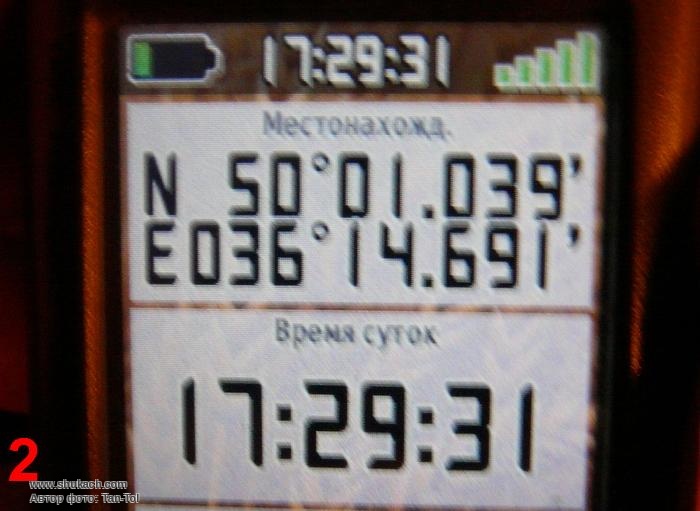 17:29:31
Местонахожд.
N 50°01.039'
E036°14.691'
Время суток
17:29:31
2
www.shukach.com
Автор фото: Tan-Tol